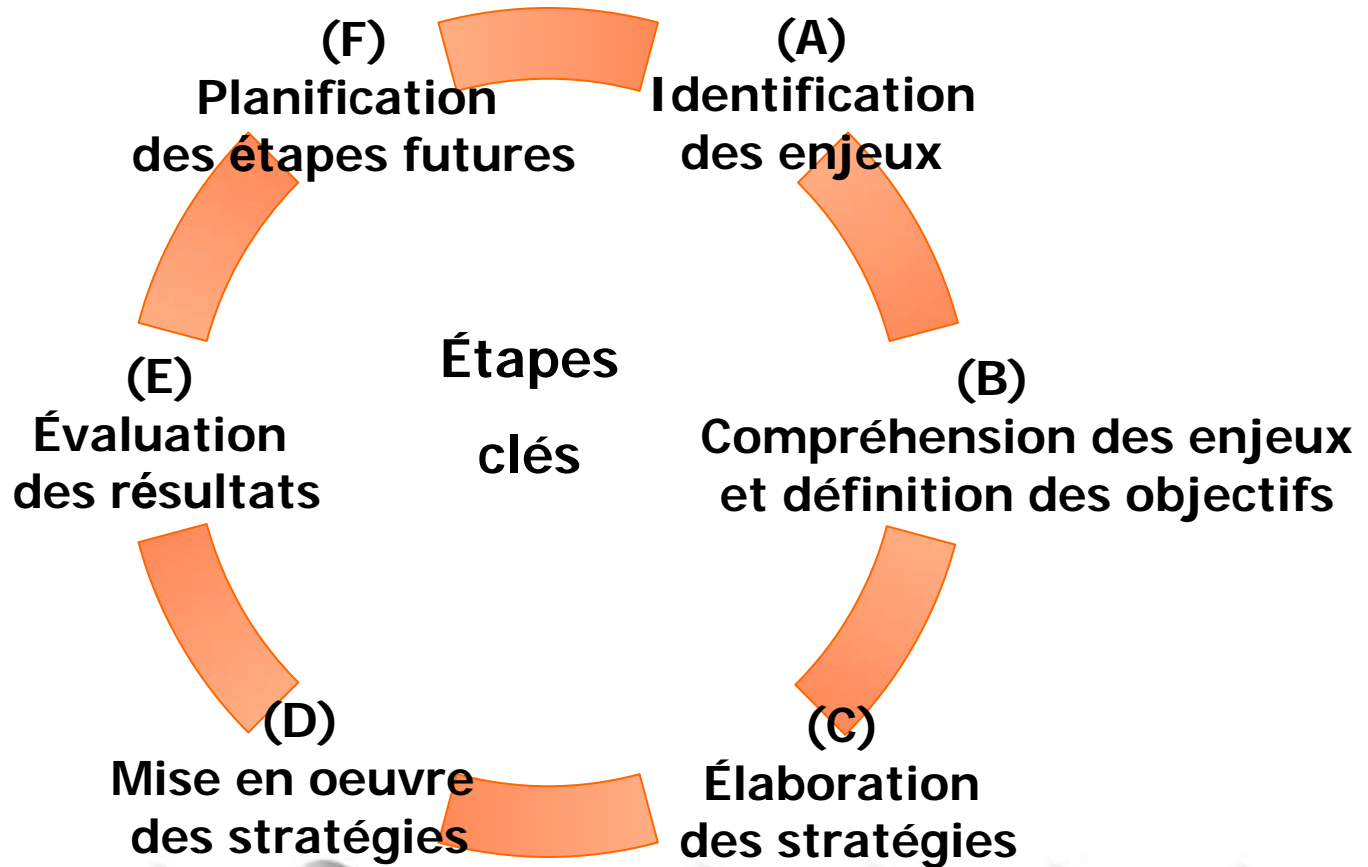 Étapes
clés
(A)
Identification
des enjeux
(B)
Compréhension des enjeux
et définition des objectifs
(C)
Élaboration
des stratégies
(D)
Mise en oeuvre
des stratégies
(E)
Évaluation
des résultats
(F)
Planification
des étapes futures